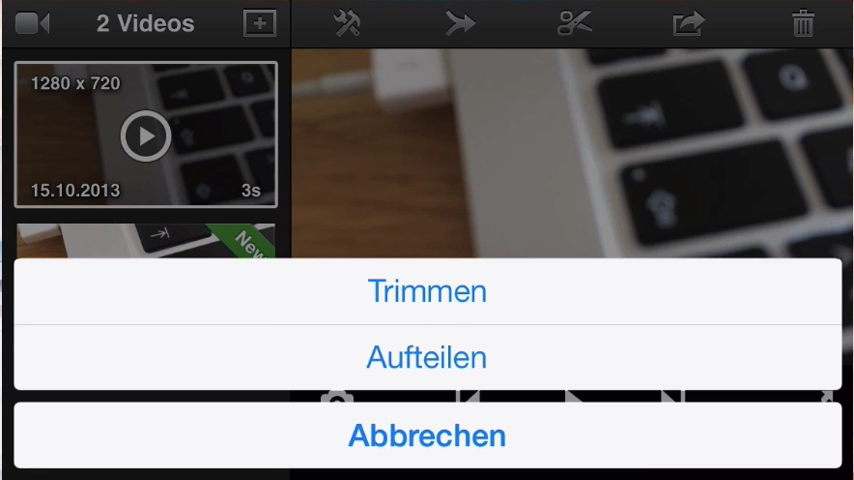 2 Videos
1280 x 720
15.10.2013 3s
New
Trimmen
Aufteilen
Abbrechen